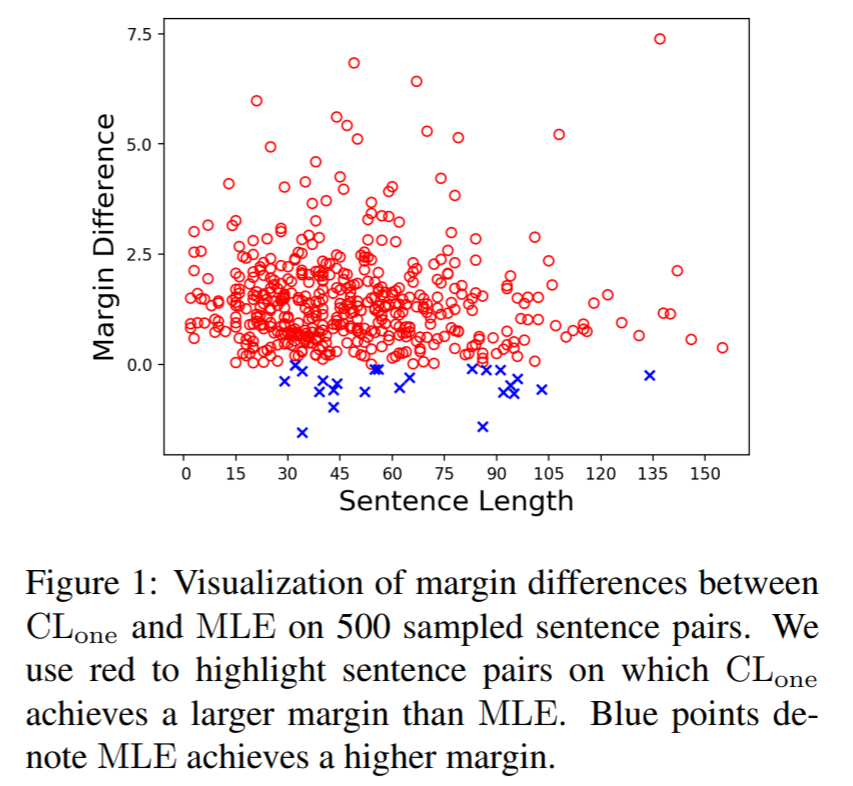 7.5
5.0
2.5
0.0
Margin Difference
0 15 30 45 60 75 90 105 120 135 150
Sentence Length
Figure 1: Visualization of margin differences between
CLone and MLE on 500 sampled sentence pairs. We
use red to highlight sentence pairs on which CLone
achieves a larger margin than MLE. Blue points de-
note MLE achieves a higher margin.